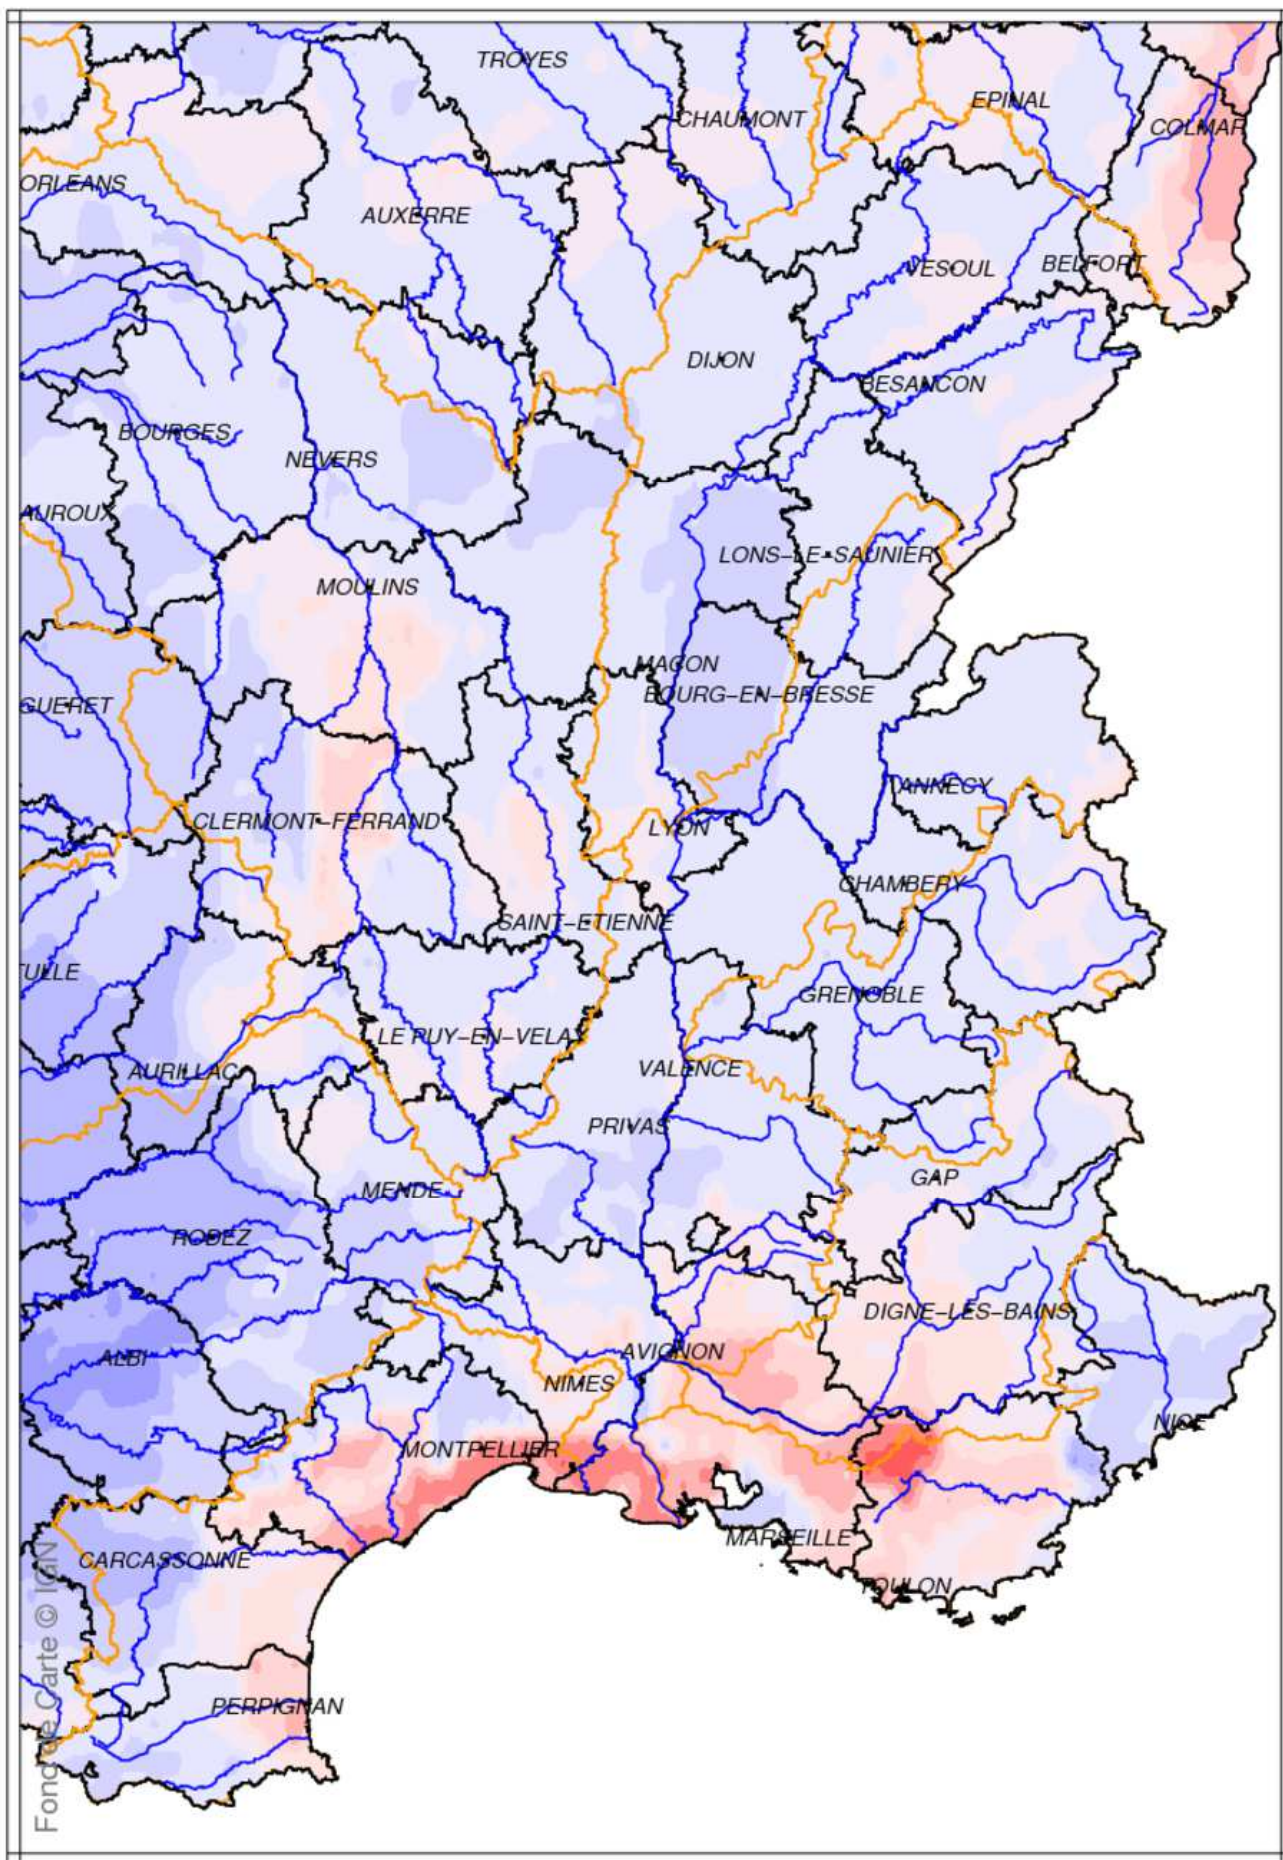 TROYES
EPINAL
CHAUMONT
COLMAR
ORLEANS
AUXERRE
VESOUL
BELFORT
DIJON
BESANCON
BOURGES
NEVERS
AUROUX
LONS-LE-SAUNIER
MOULINS
MACON
BOURG-EN-BRESSE
GUERET
ANNECY
CLERMONT-FERRAND
LYON
CHAMBERY
SAINT-ETIENNE
TULLE
GRENOBLE
LE PUY-EN-VELAY
VALENCE
AURILLAC
PRIVAS
GAP
MENDE
RODEZ
DIGNE-LES-BAINS
AVIGNON
ALBI
NIMES
NICE
MONTPELLIER
MARSEILLE
CARCASSONNE
TOULON
PERPIGNAN
Fond de Carte © IGN